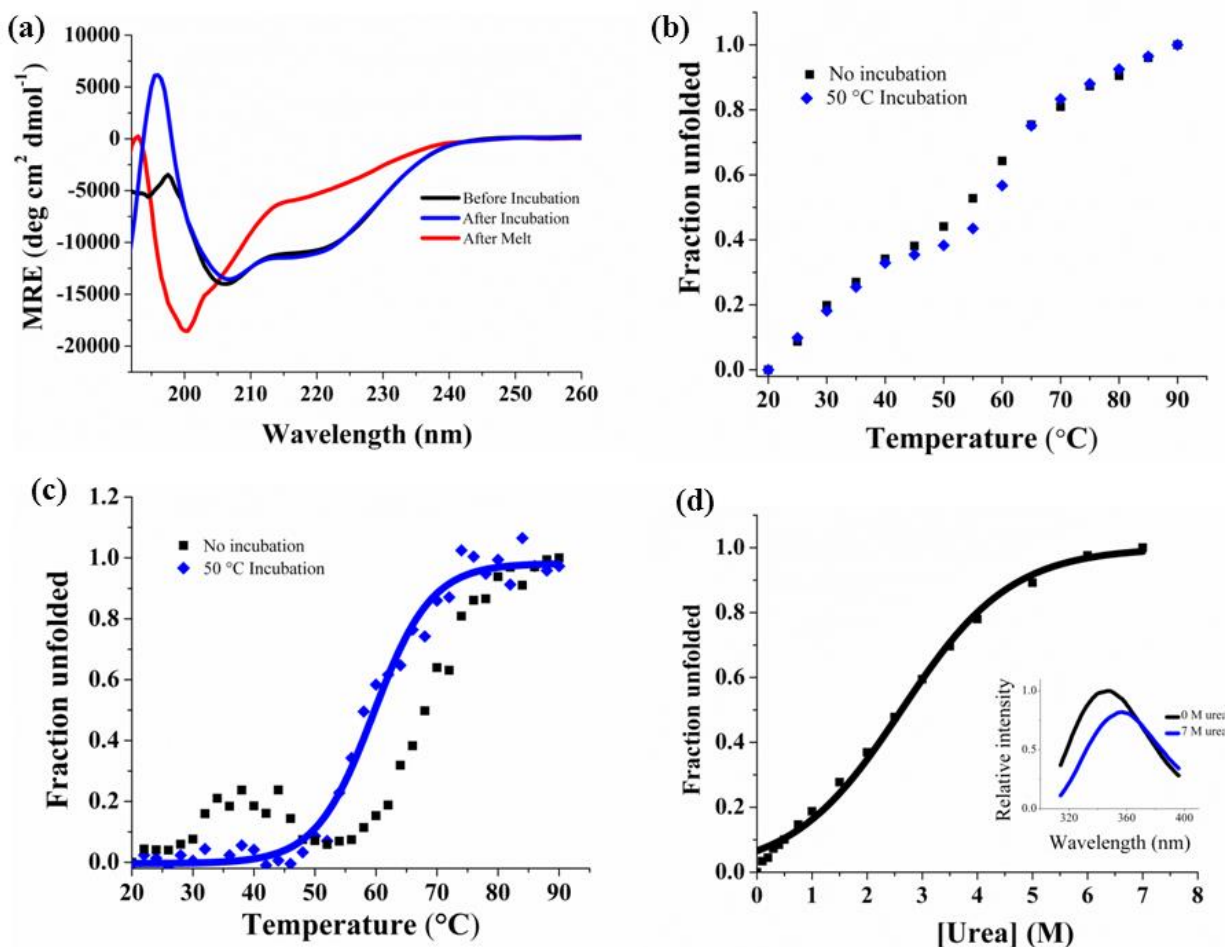 (a)
10000
5000
0
-5000
-10000
-15000
-20000
MRE (deg cm² dmol⁻¹)
Before Incubation
After Incubation
After Melt
200 210 220 230 240 250 260
Wavelength (nm)
(b)
1.0
0.8
0.6
0.4
0.2
0.0
Fraction unfolded
No incubation
50 °C Incubation
20 30 40 50 60 70 80 90
Temperature (°C)
(c)
1.2
1.0
0.8
0.6
0.4
0.2
0.0
Fraction unfolded
No incubation
50 °C Incubation
20 30 40 50 60 70 80 90
Temperature (°C)
(d)
1.0
0.8
0.6
0.4
0.2
0.0
Fraction unfolded
0 1 2 3 4 5 6 7 8
[Urea] (M)
1.0
0.5
0.0
Relative intensity
0 M urea
7 M urea
320 360 400
Wavelength (nm)